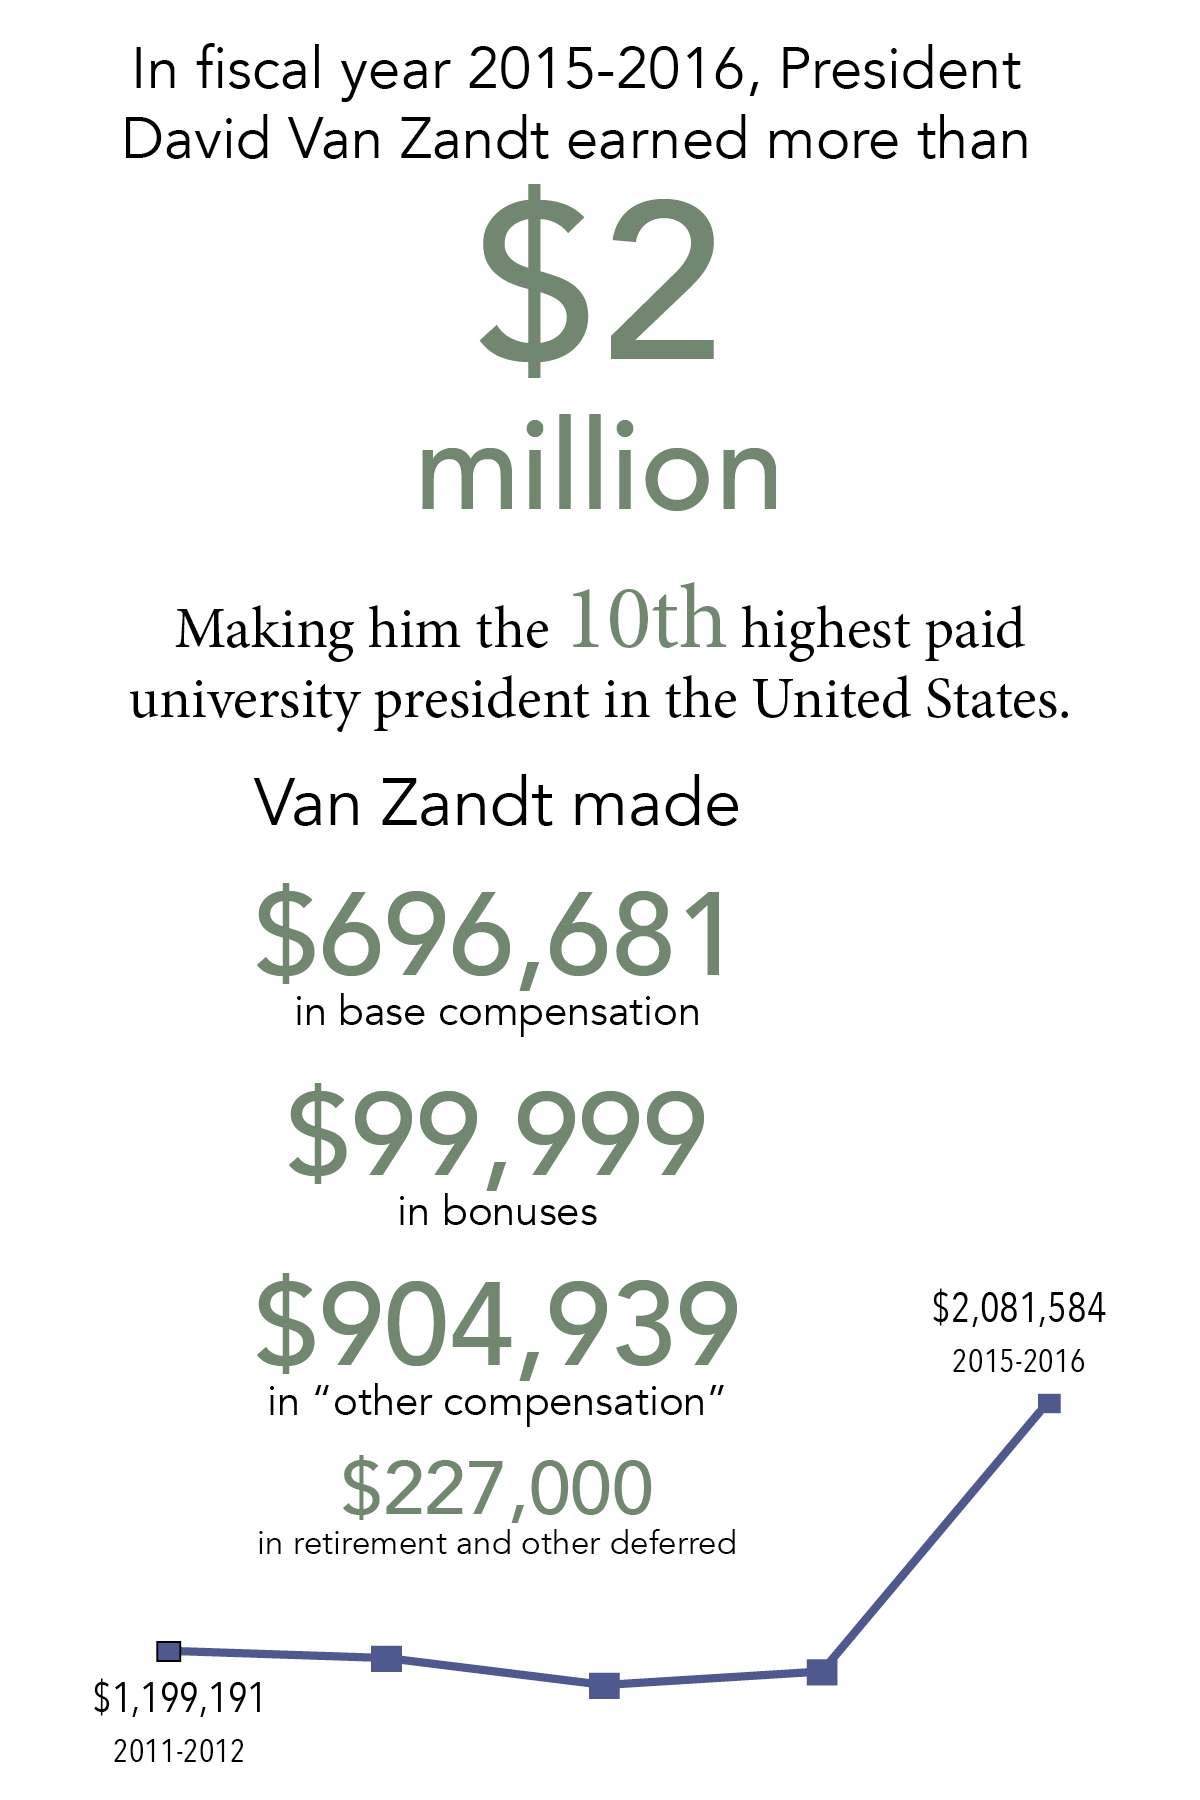 In fiscal year 2015-2016, President
David Van Zandt earned more than
$2
million
Making him the 10th highest paid
university president in the United States.
Van Zandt made
$696,681
in base compensation
$99,999
in bonuses
$904,939
in “other compensation”
$227,000
in retirement and other deferred
$2,081,584
2015-2016
$1,199,191
2011-2012